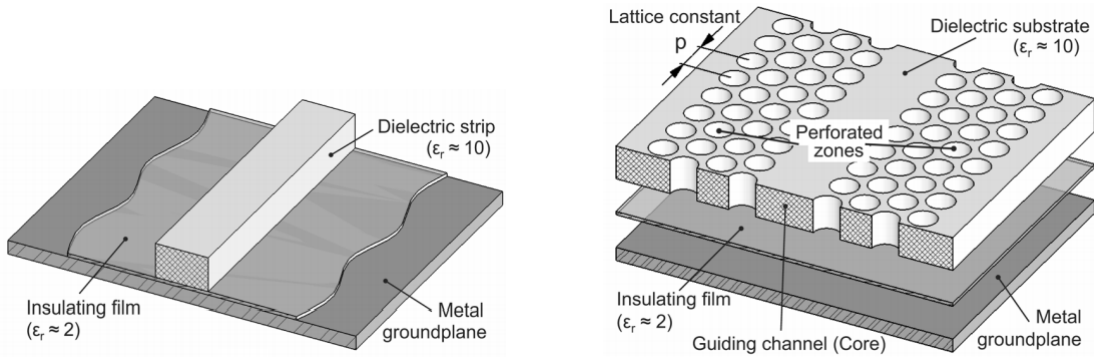 Dielectric strip
(εr ≈ 10)
Insulating film
(εr ≈ 2)
Metal
groundplane
Lattice constant
p
Dielectric substrate
(εr ≈ 10)
Perforated
zones
Insulating film
(εr ≈ 2)
Guiding channel (Core)
Metal
groundplane